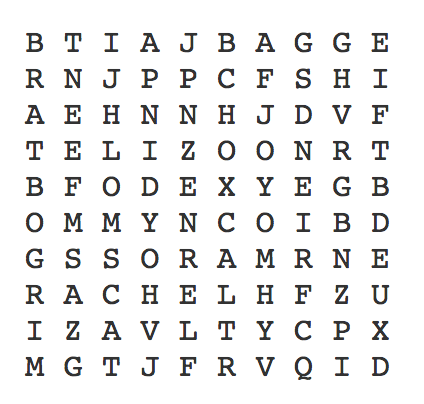 B T I A J B A G G E
R N J P P C F S H I
A E H N N H J D V F
T E L I Z O O N R T
B F O D E X Y E G B
O M M Y N C O I B D
G S S O R A M R N E
R A C H E L H F Z U
I Z A V L T Y C P X
M G T J F R V Q I D